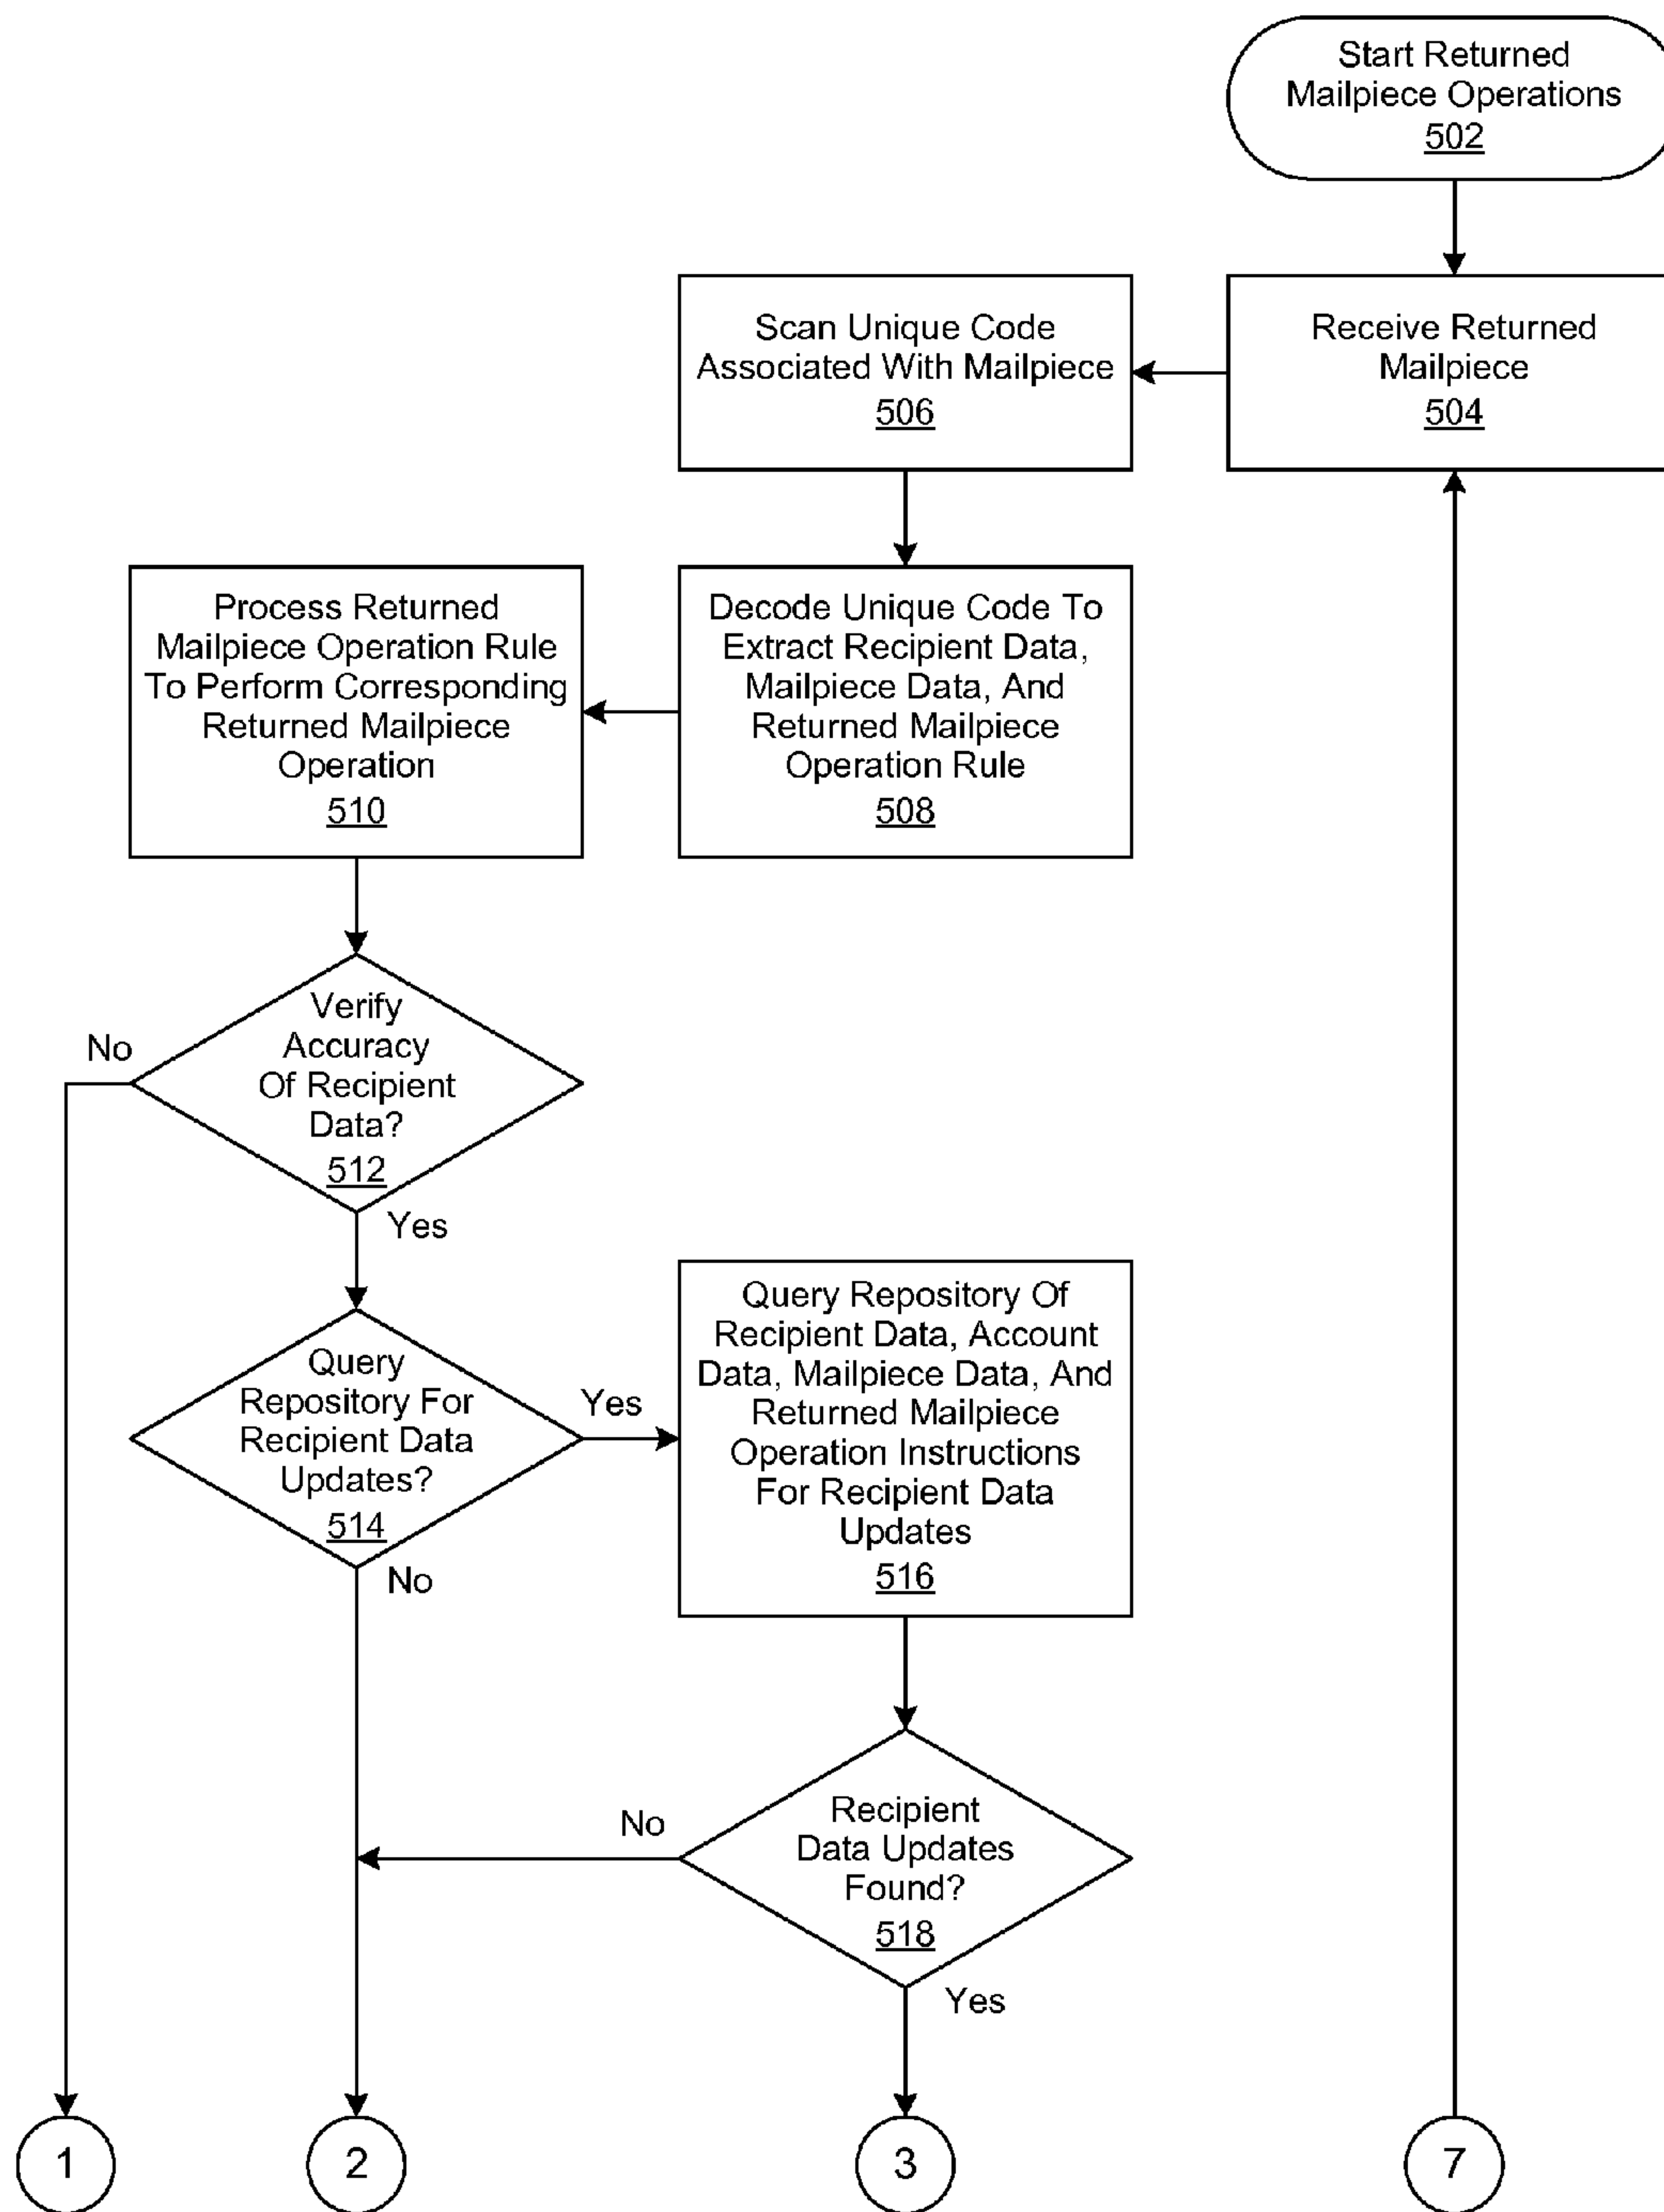 Start Returned
Mailpiece Operations
502
Receive Returned
Mailpiece
504
Scan Unique Code
Associated With Mailpiece
506
Decode Unique Code To
Extract Recipient Data,
Mailpiece Data, And
Returned Mailpiece
Operation Rule
508
Process Returned
Mailpiece Operation Rule
To Perform Corresponding
Returned Mailpiece
Operation
510
Verify
Accuracy
Of Recipient
Data?
512
No
Yes
Query
Repository For
Recipient Data
Updates?
514
Yes
No
Query Repository Of
Recipient Data, Account
Data, Mailpiece Data, And
Returned Mailpiece
Operation Instructions
For Recipient Data
Updates
516
Recipient
Data Updates
Found?
518
No
Yes
1
2
3
7